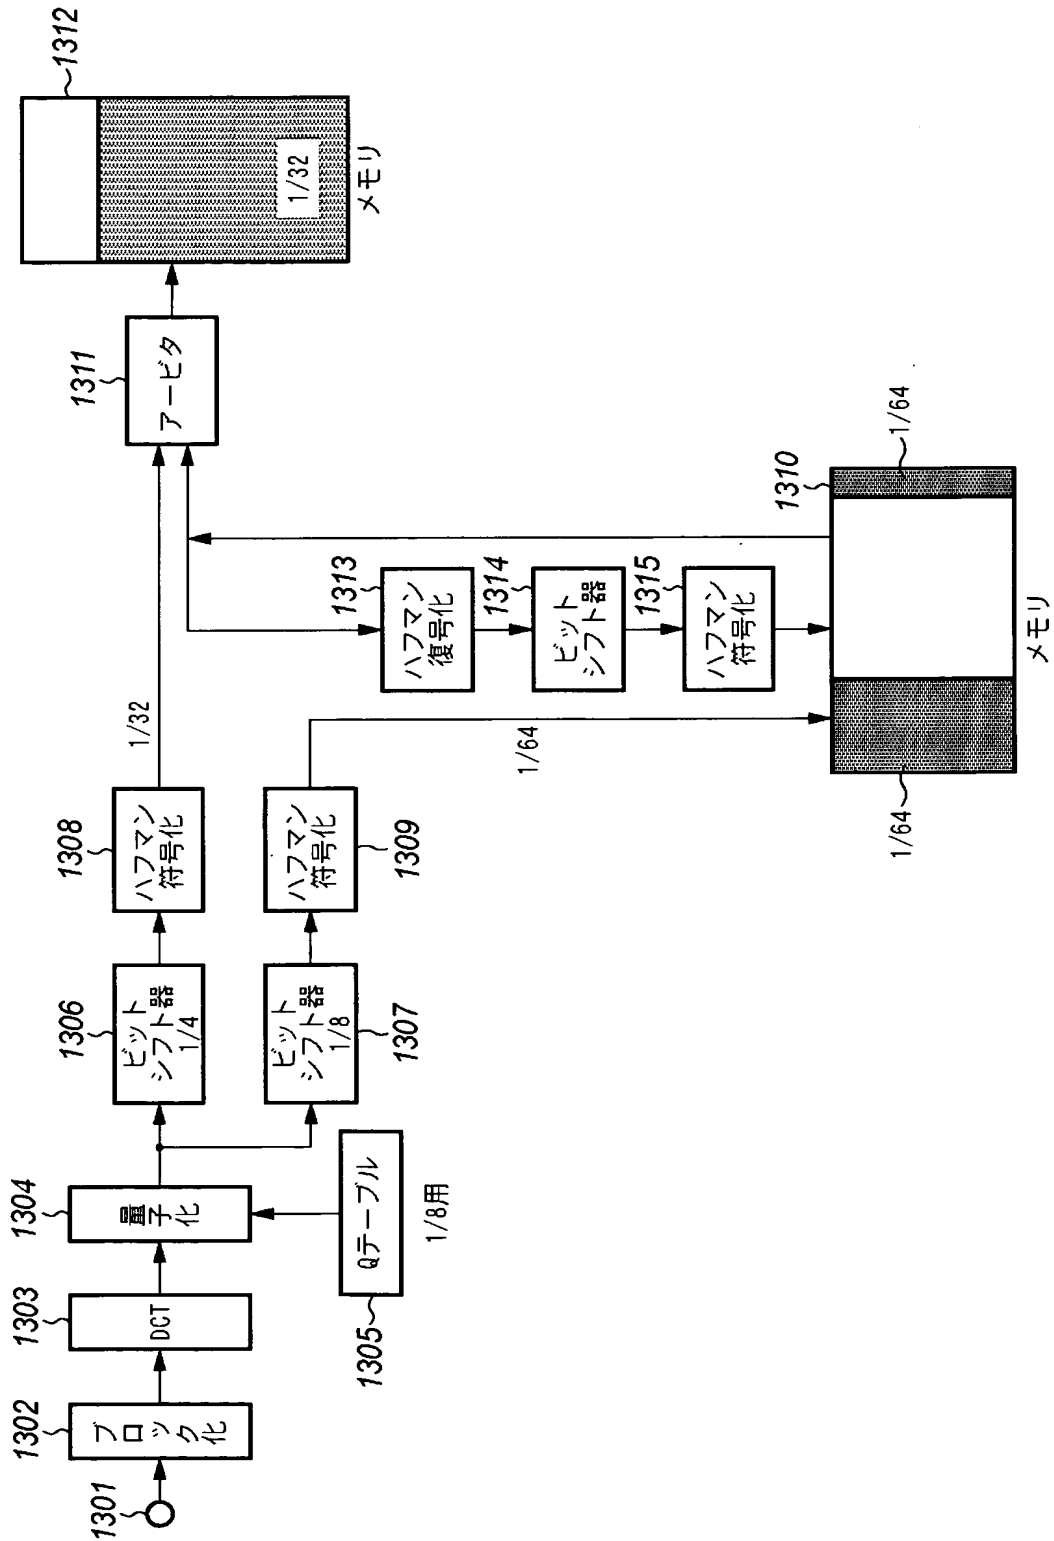 1301
1302
ブロック化
1303
DCT
1304
量子化
1305
Qテーブル
1/8用
1306
ビット
シフト器
1/4
1307
ビット
シフト器
1/8
1308
ハフマン
符号化
1309
ハフマン
符号化
1/32
1/64
1311
アービタ
1312
1/32
メモリ
1313
ハフマン
復号化
1314
ビット
シフト器
1315
ハフマン
符号化
1310
1/64
1/64
メモリ